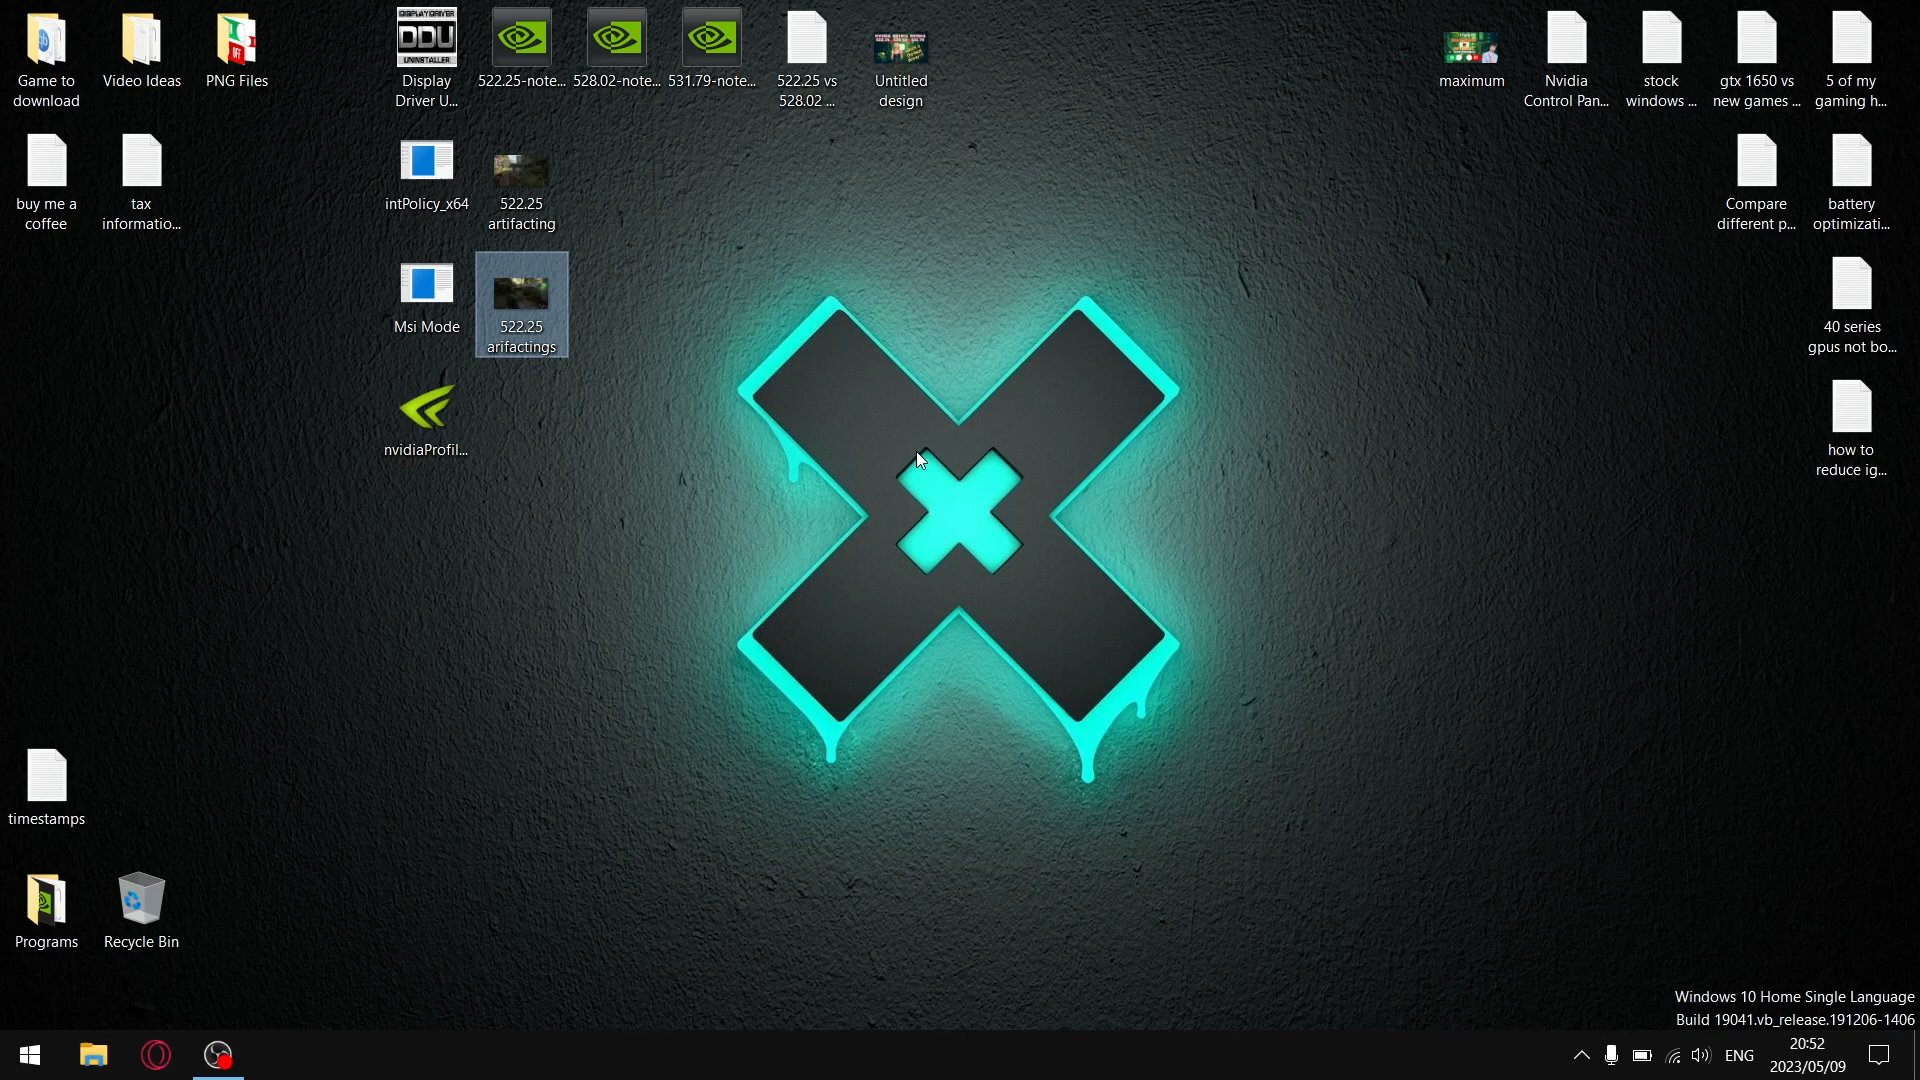 Game to
download
Video Ideas
PNG Files
DISPLAY DRIVER
DDU
UNINSTALLER
Display
Driver U...
522.25-note...
528.02-note...
531.79-note...
522.25 vs
528.02 ...
Untitled
design
maximum
Nvidia
Control Pan...
stock
windows ...
gtx 1650 vs
new games ...
5 of my
gaming h...
buy me a
coffee
tax
informatio...
intPolicy_x64
522.25
artifacting
Compare
different p...
battery
optimizati...
Msi Mode
522.25
arifactings
40 series
gpus not bo...
nvidiaProfil...
how to
reduce ig...
timestamps
Programs
Recycle Bin
Windows 10 Home Single Language
Build 19041.vb_release.191206-1406
ENG
20:52
2023/05/09